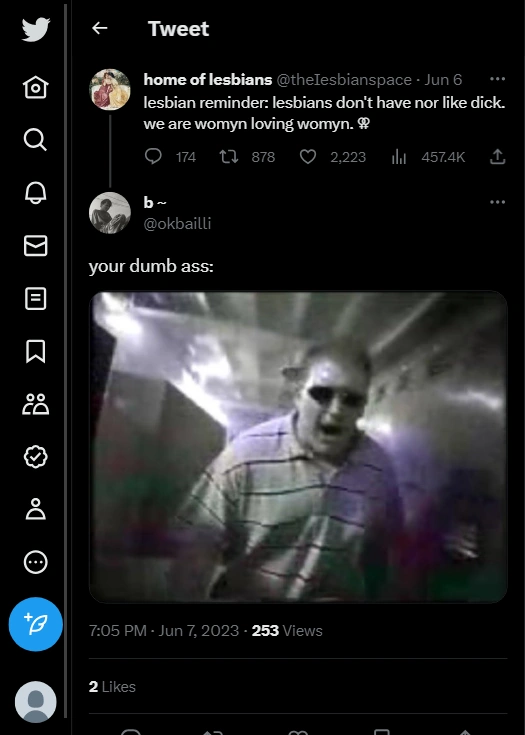 Tweet
home of lesbians @theIesbianspace · Jun 6
lesbian reminder: lesbians don't have nor like dick.
we are womyn loving womyn. ⚢
174 878 2,223 457.4K
b ~
@okbailli
your dumb ass:
7:05 PM · Jun 7, 2023 · 253 Views
2 Likes